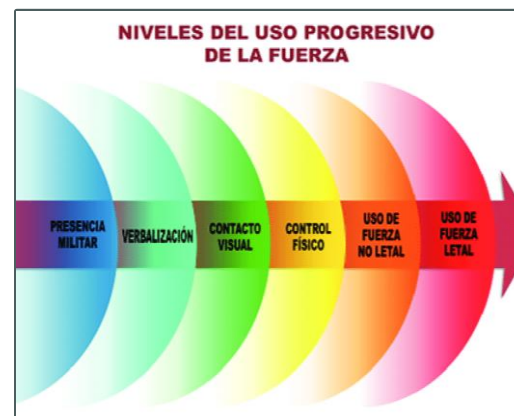 NIVELES DEL USO PROGRESIVO
DE LA FUERZA
PRESENCIA
MILITAR
VERBALIZACIÓN
CONTACTO
VISUAL
CONTROL
FÍSICO
USO DE
FUERZA
NO LETAL
USO DE
FUERZA
LETAL